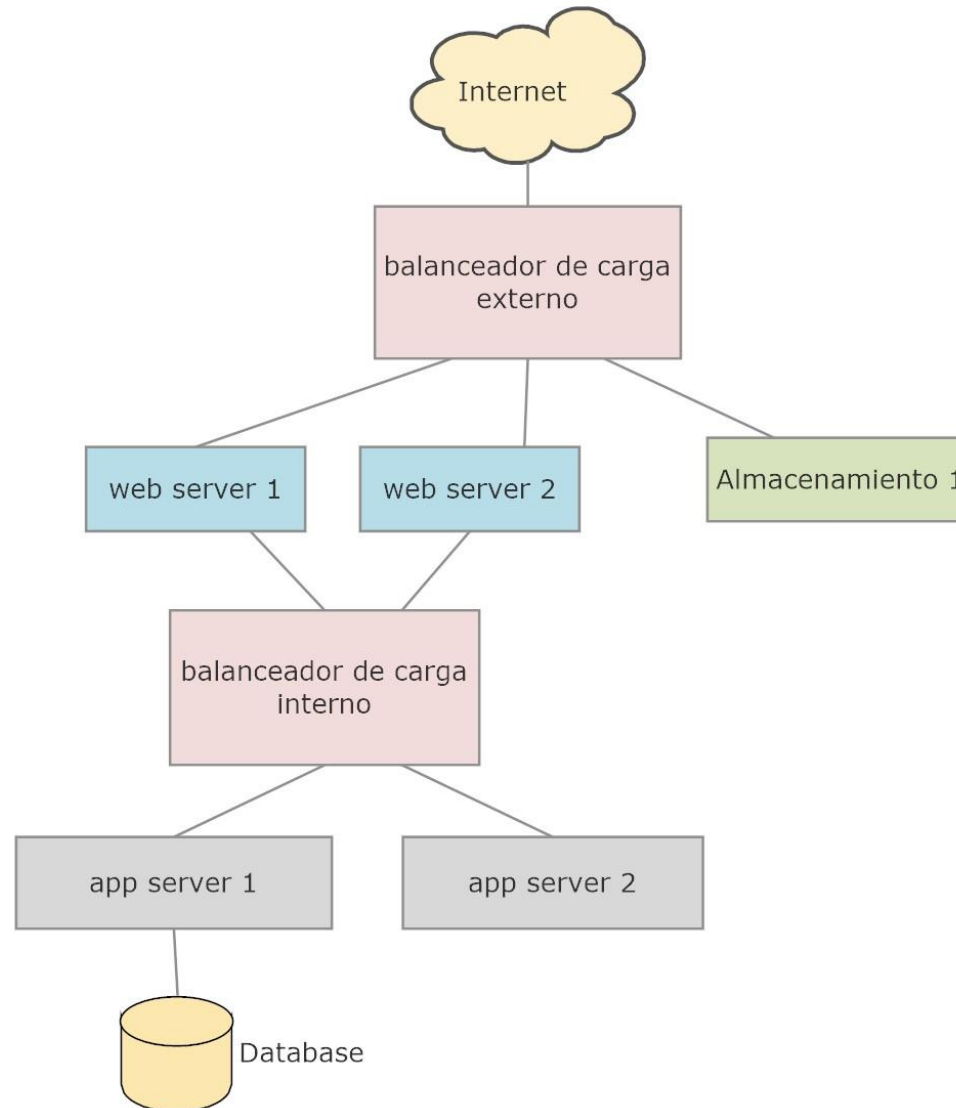 Internet
balanceador de carga
externo
web server 1
web server 2
Almacenamiento 1
balanceador de carga
interno
app server 1
app server 2
Database